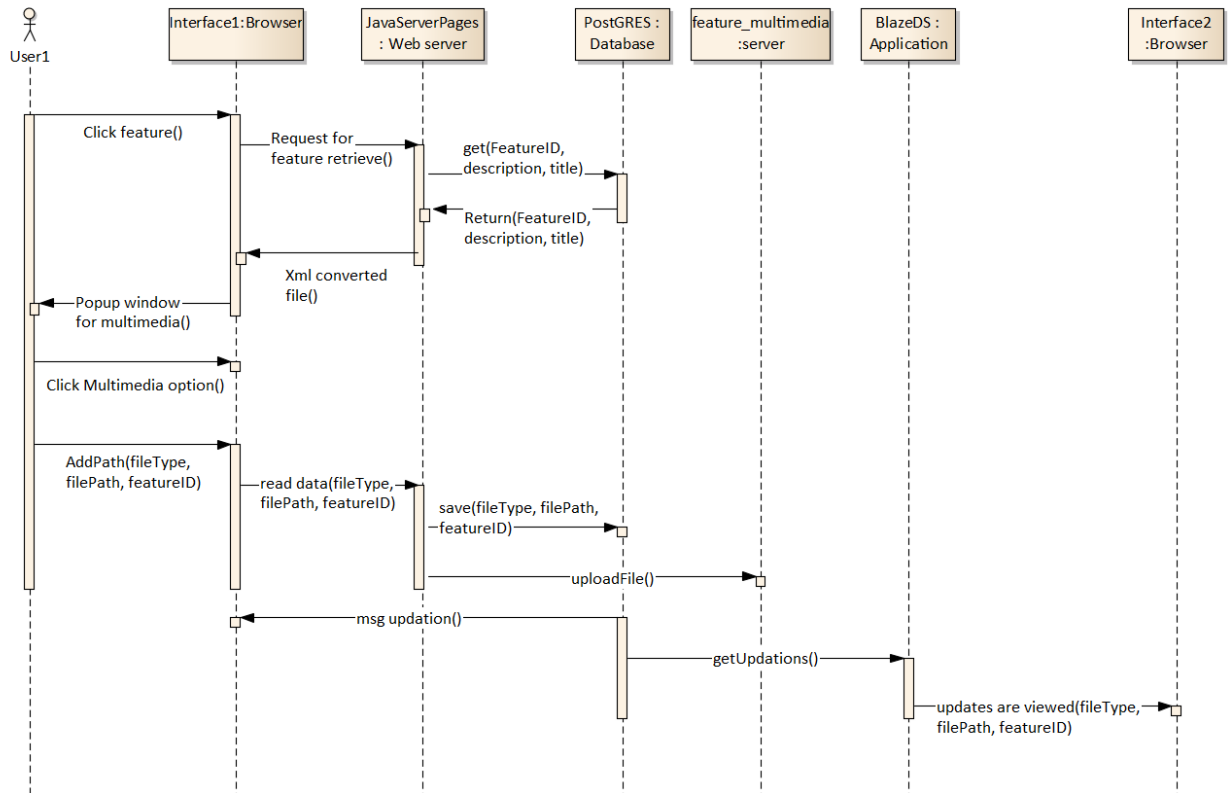 User1
Interface1:Browser
JavaServerPages
: Web server
PostGRES :
Database
feature_multimedia
:server
BlazeDS :
Application
Interface2
:Browser
Click feature()
Request for
feature retrieve()
get(FeatureID,
description, title)
Return(FeatureID,
description, title)
Xml converted
file()
Popup window
for multimedia()
Click Multimedia option()
AddPath(fileType,
filePath, featureID)
read data(fileType,
filePath, featureID)
save(fileType, filePath,
featureID)
uploadFile()
msg updation()
getUpdations()
updates are viewed(fileType,
filePath, featureID)